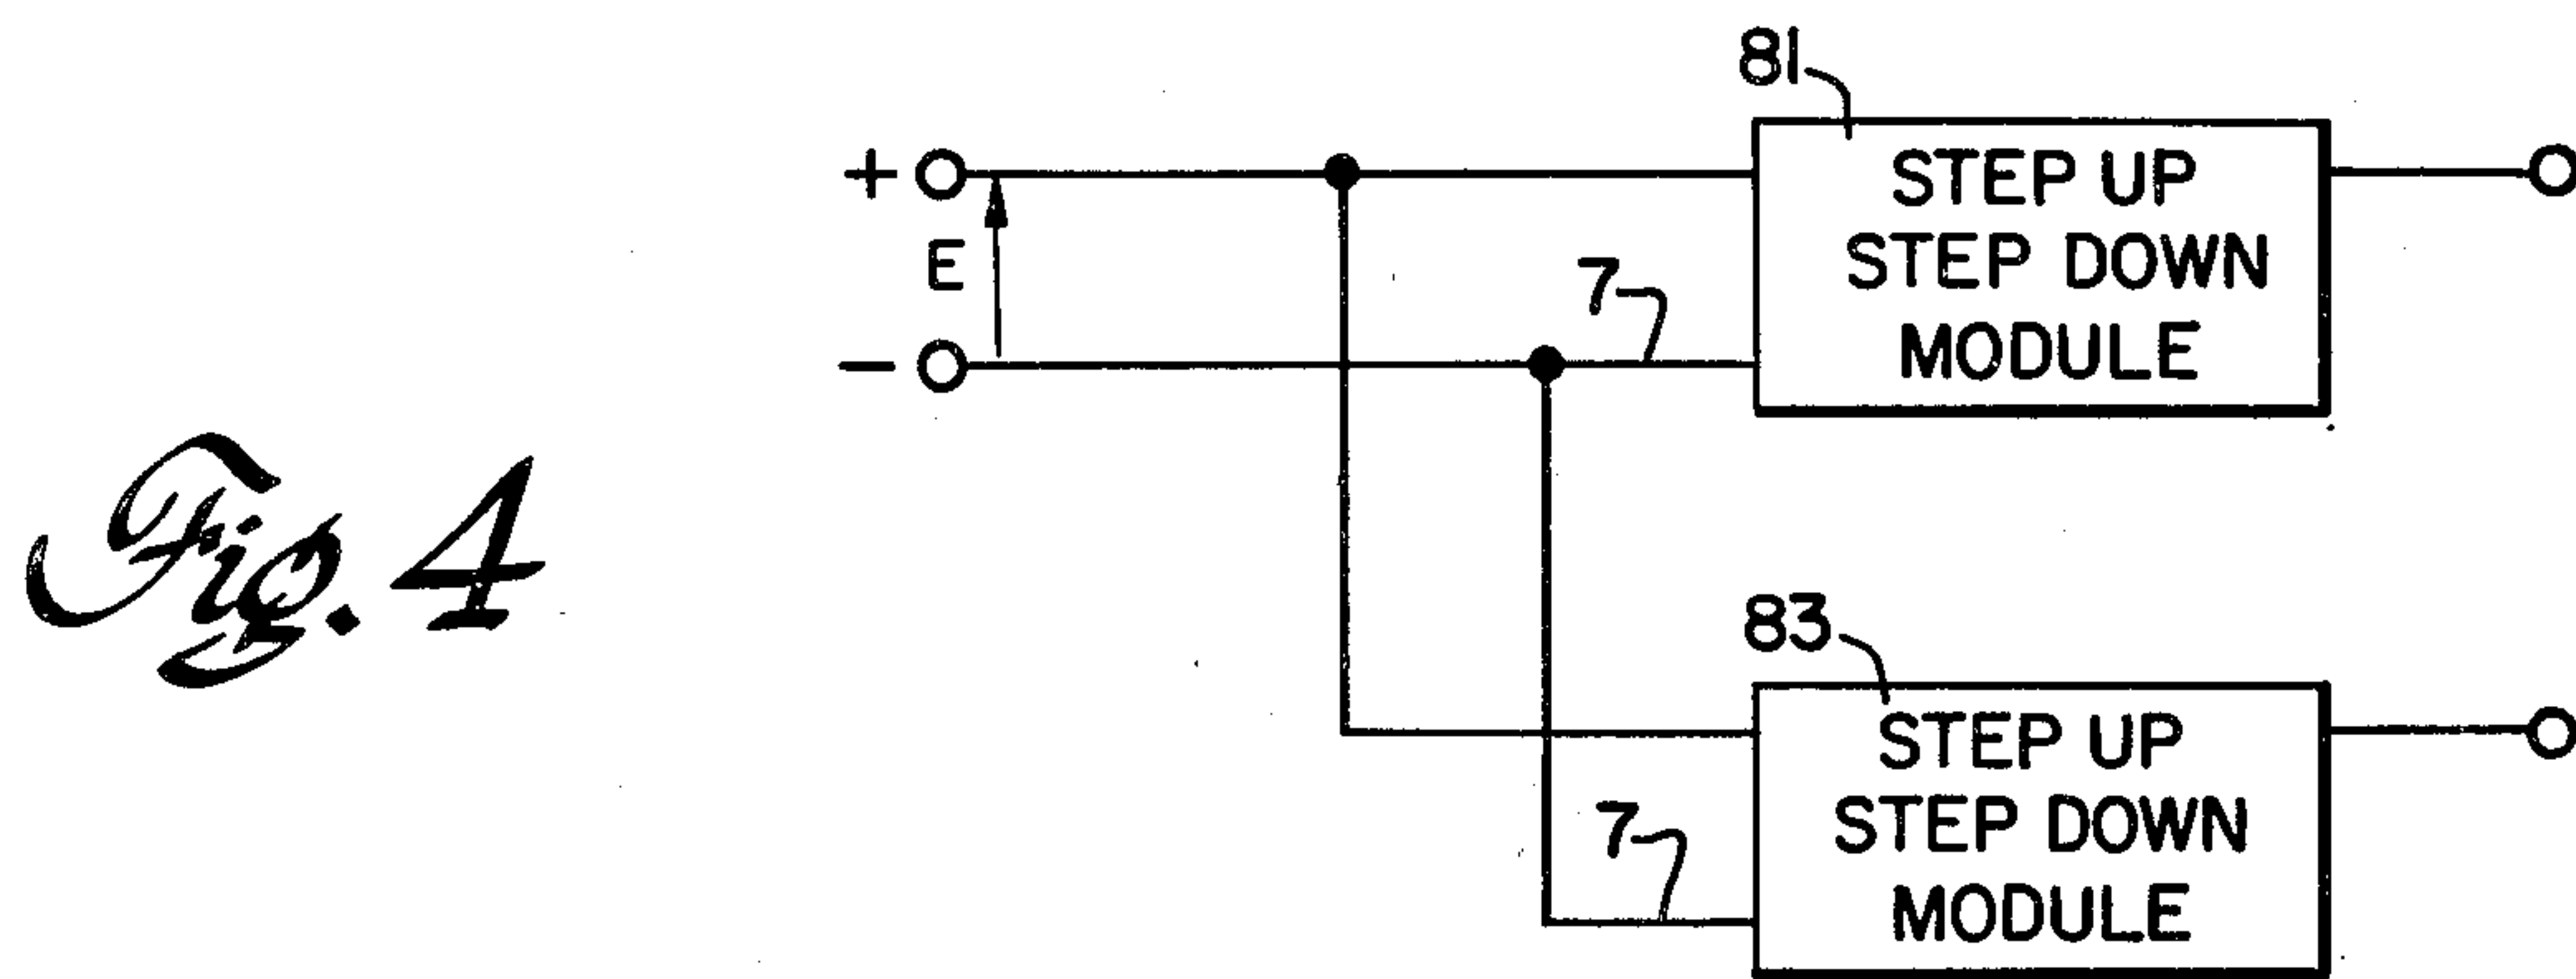 81
+
E
−
7
STEP UP
STEP DOWN
MODULE
Fig. 4
83
7
STEP UP
STEP DOWN
MODULE